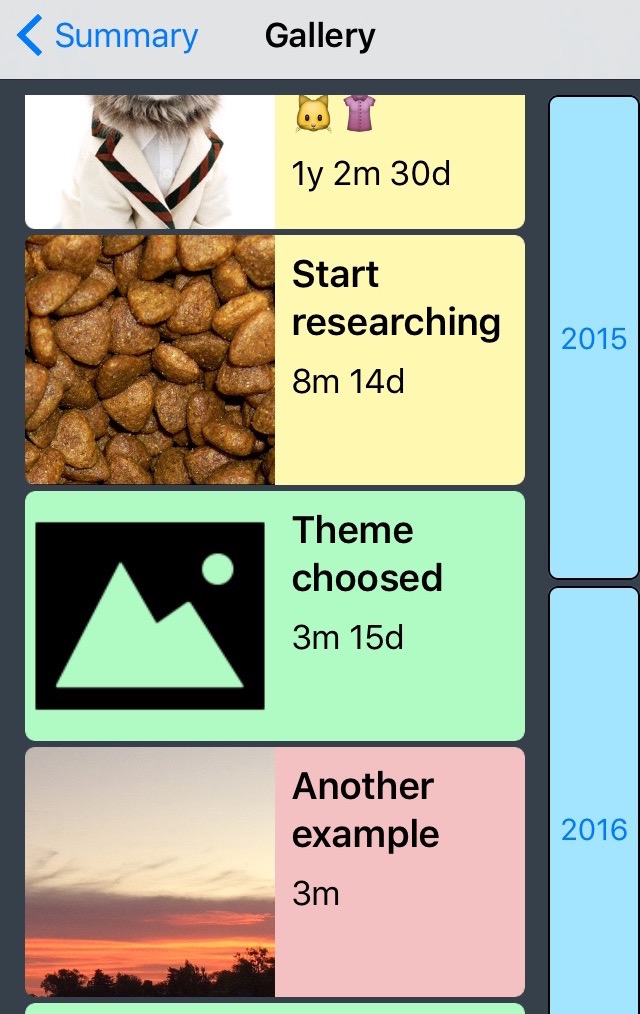 Summary
Gallery
🐱👚
1y 2m 30d
Start
researching
8m 14d
Theme
choosed
3m 15d
Another
example
3m
2015
2016